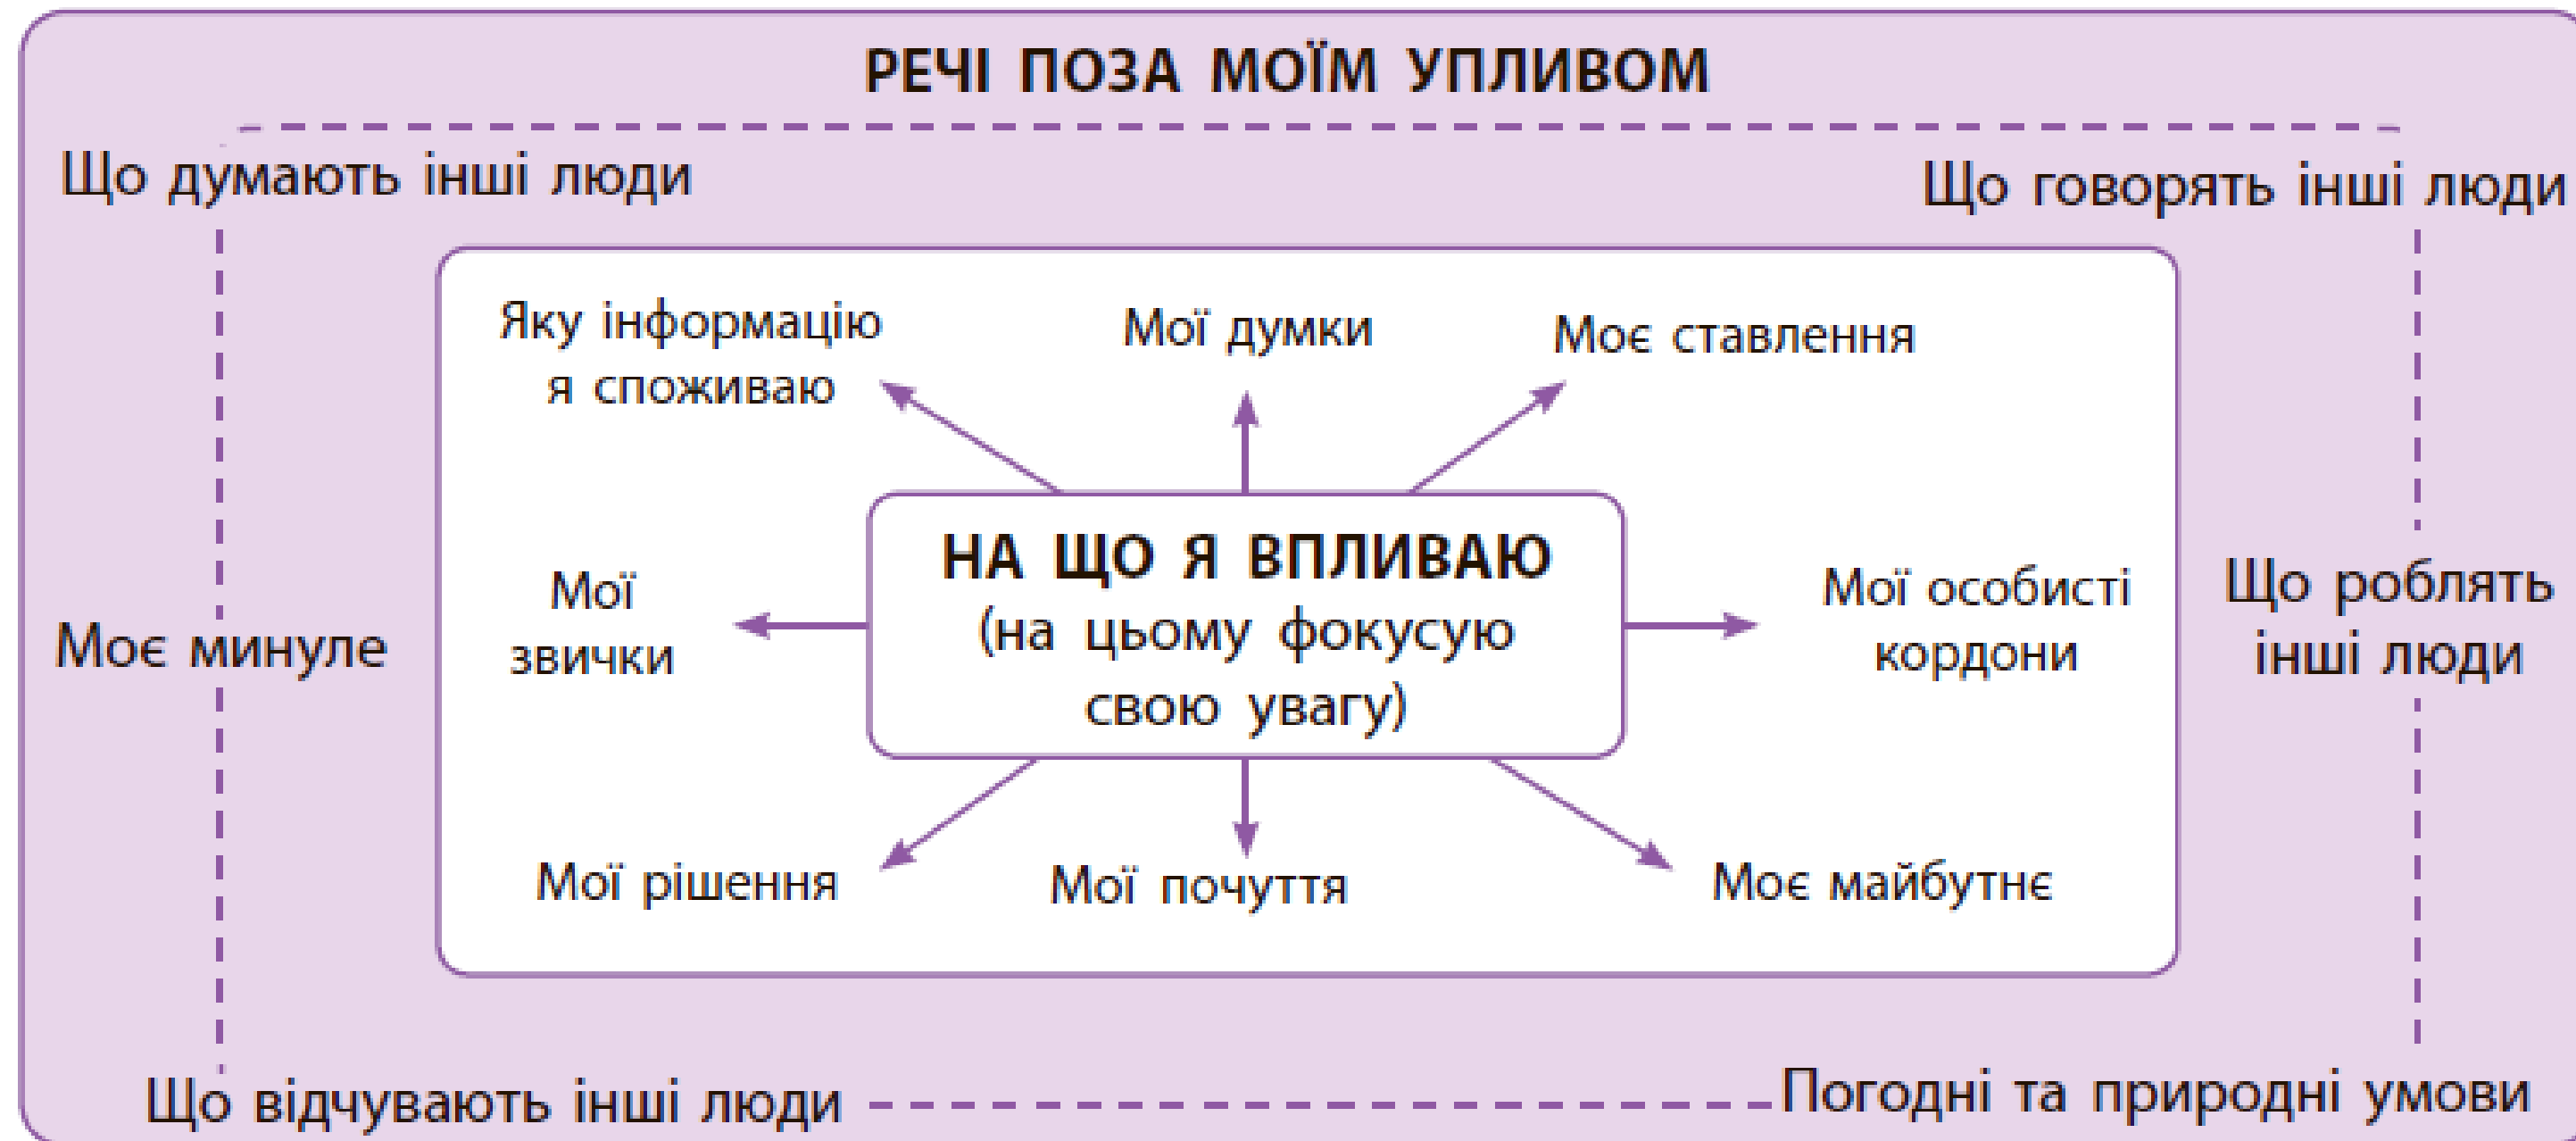 РЕЧІ ПОЗА МОЇМ УПЛИВОМ
Що думають інші люди
Що говорять інші люди
Яку інформацію
я споживаю
Мої думки
Моє ставлення
Мої
звички
НА ЩО Я ВПЛИВАЮ
(на цьому фокусую
свою увагу)
Мої особисті
кордони
Що роблять
інші люди
Моє минуле
Мої рішення
Мої почуття
Моє майбутнє
Що відчувають інші люди
Погодні та природні умови